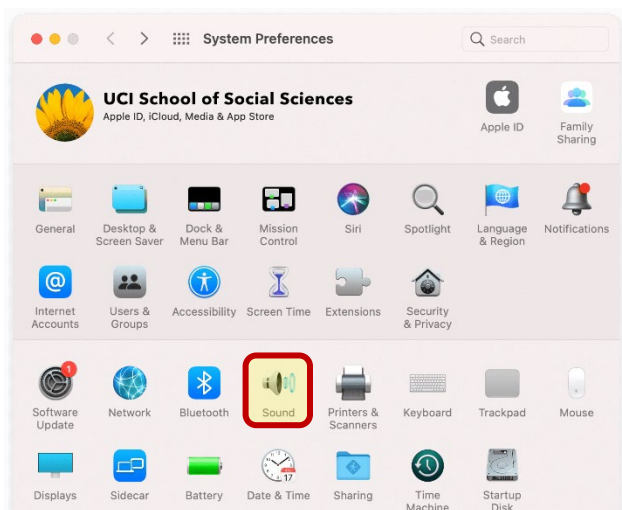 System Preferences
Search
UCI School of Social Sciences
Apple ID, iCloud, Media & App Store
Apple ID
Family
Sharing
General
Desktop &
Screen Saver
Dock &
Menu Bar
Mission
Control
Siri
Spotlight
Language
& Region
Notifications
@
Internet
Accounts
Users &
Groups
Accessibility
Screen Time
Extensions
Security
& Privacy
1
Software
Update
Network
Bluetooth
Sound
Printers &
Scanners
Keyboard
Trackpad
Mouse
Displays
Sidecar
Battery
17
Date & Time
Sharing
Time
Machine
Startup
Disk